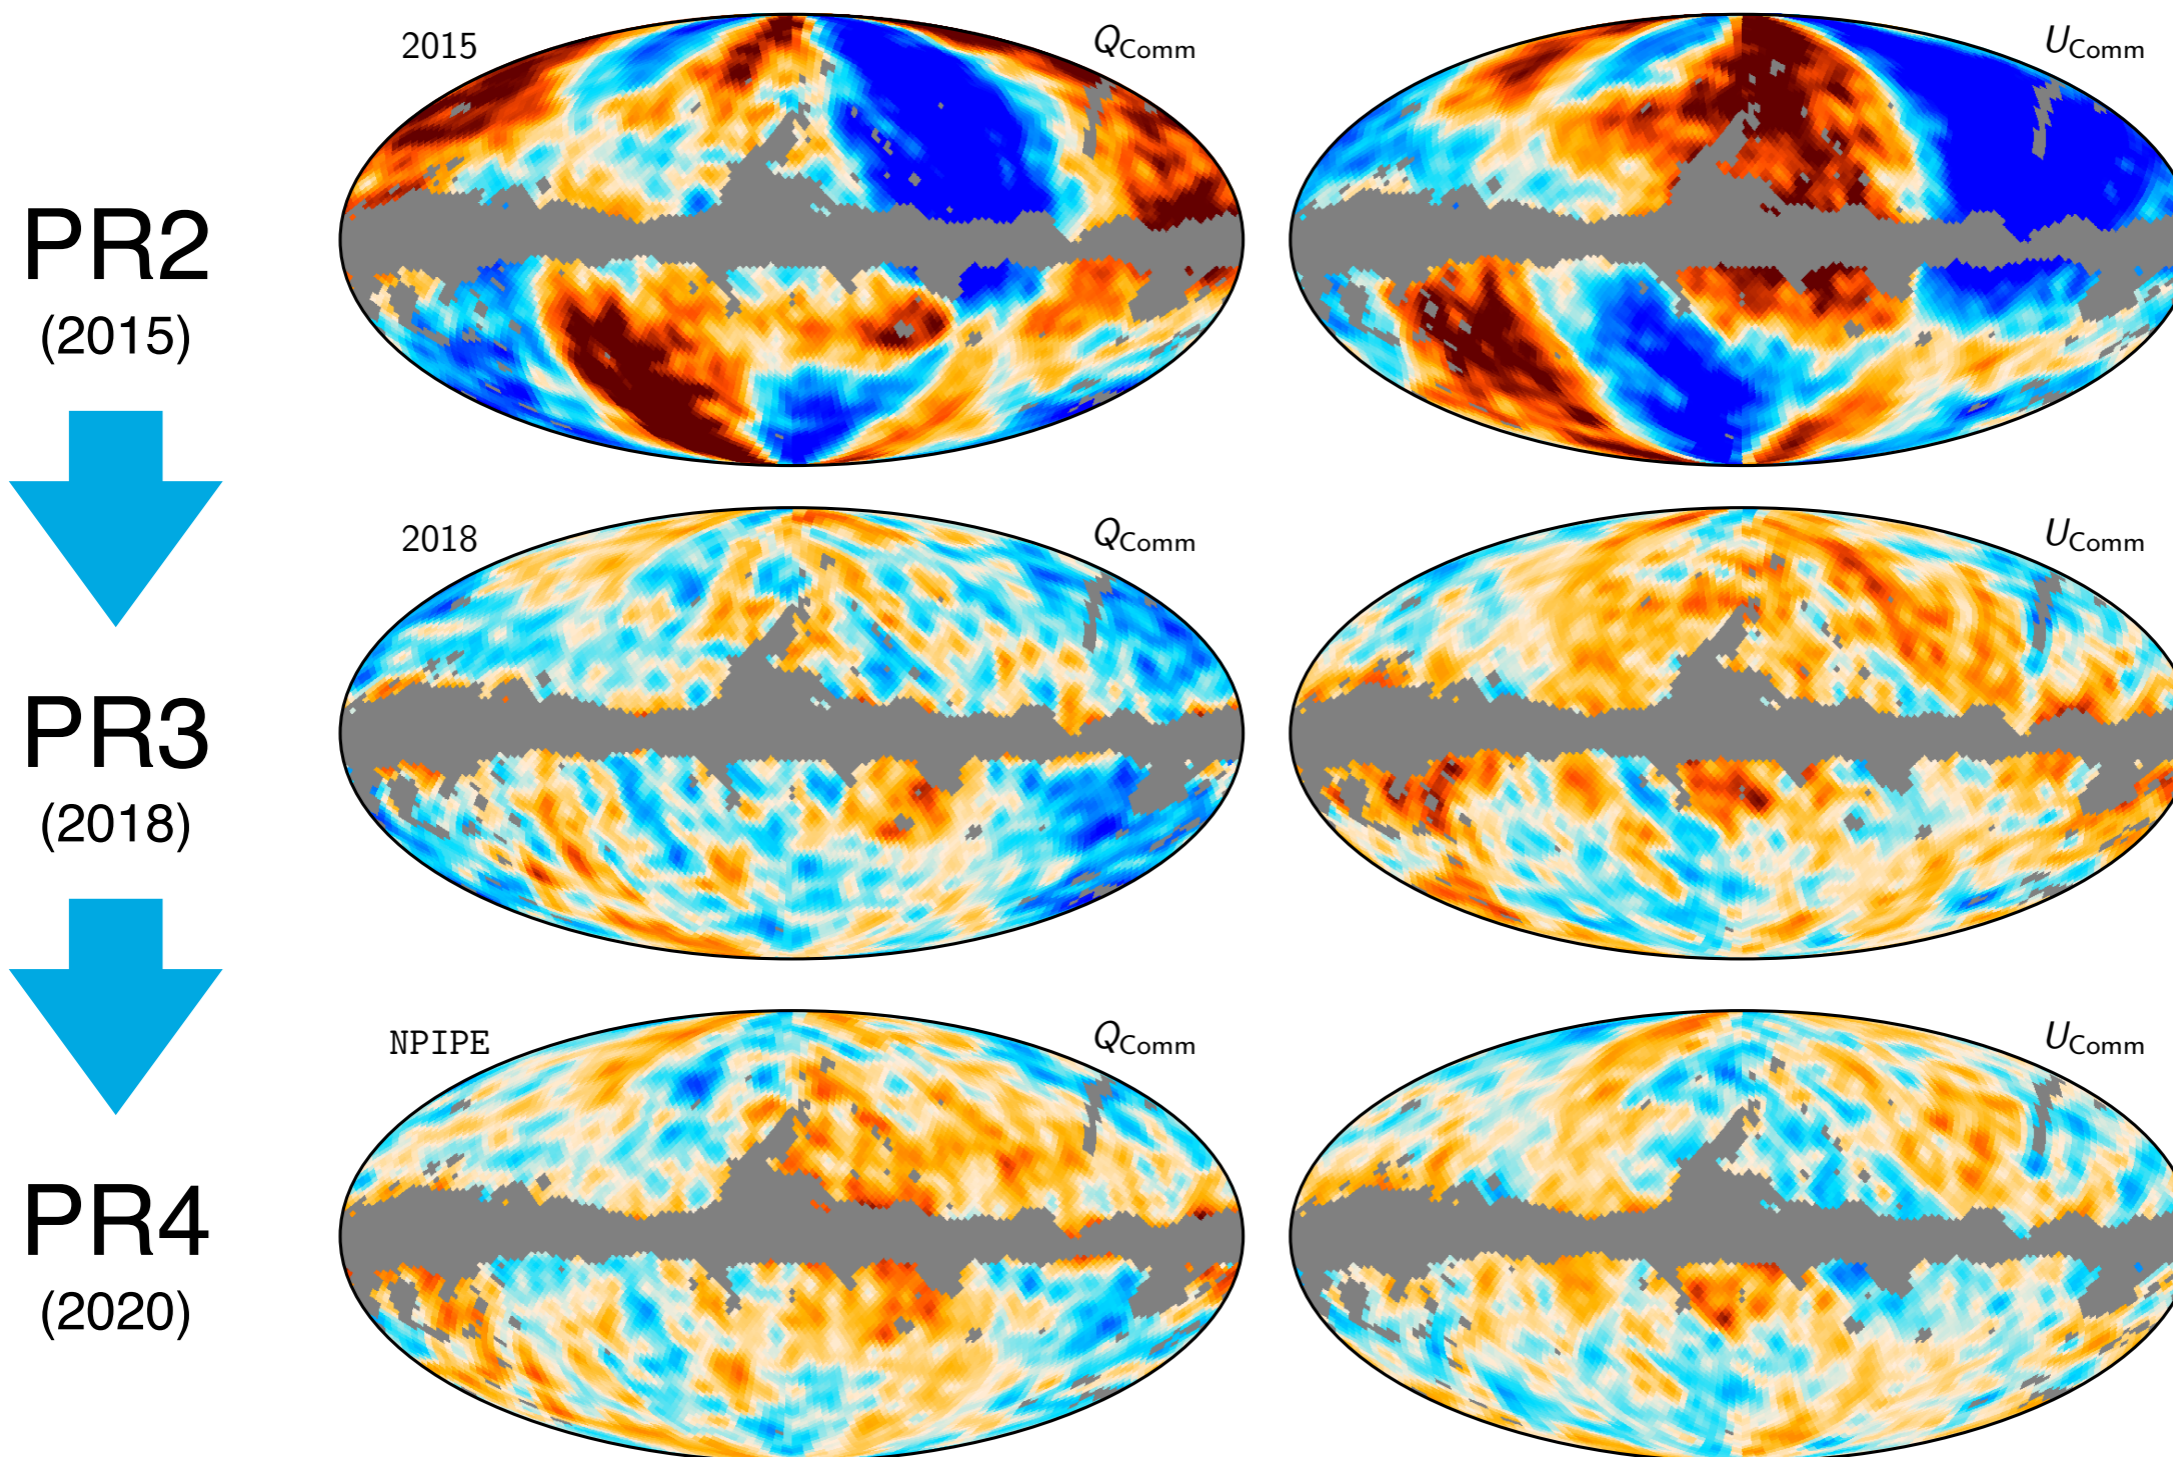 2015 Q_Comm U_Comm
PR2
(2015)
2018 Q_Comm U_Comm
PR3
(2018)
NPIPE Q_Comm U_Comm
PR4
(2020)